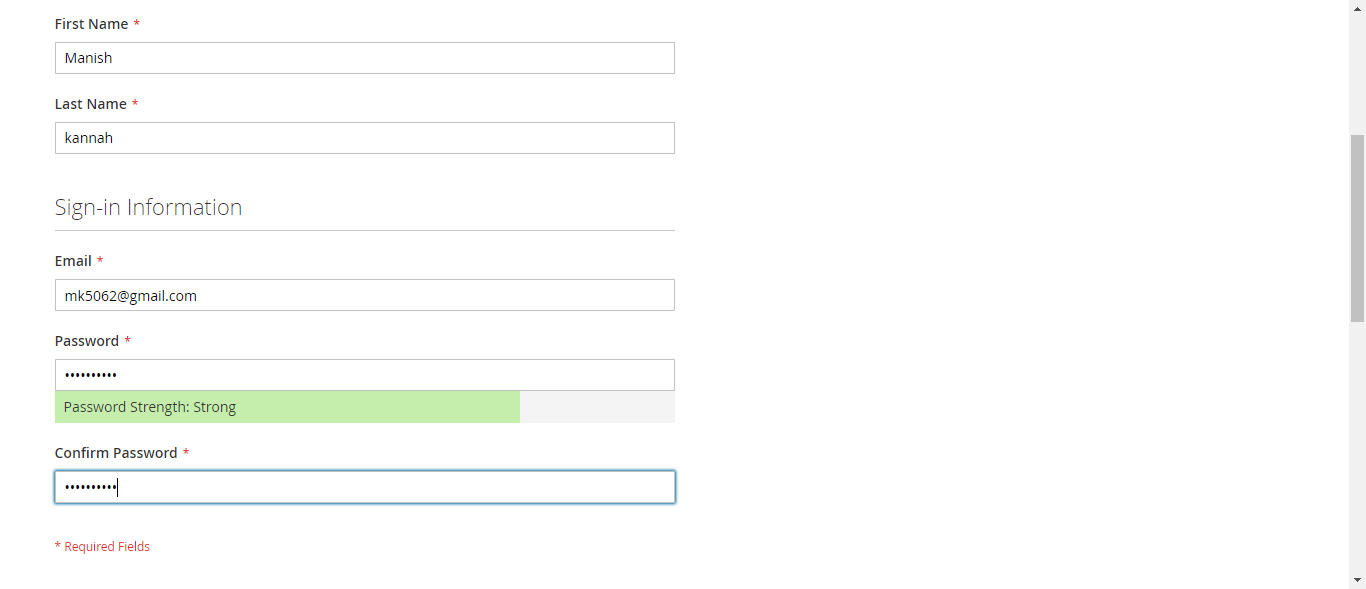 First Name *
Manish
Last Name *
kannah
Sign-in Information
Email *
mk5062@gmail.com
Password *
••••••••••
Password Strength: Strong
Confirm Password *
••••••••••
* Required Fields